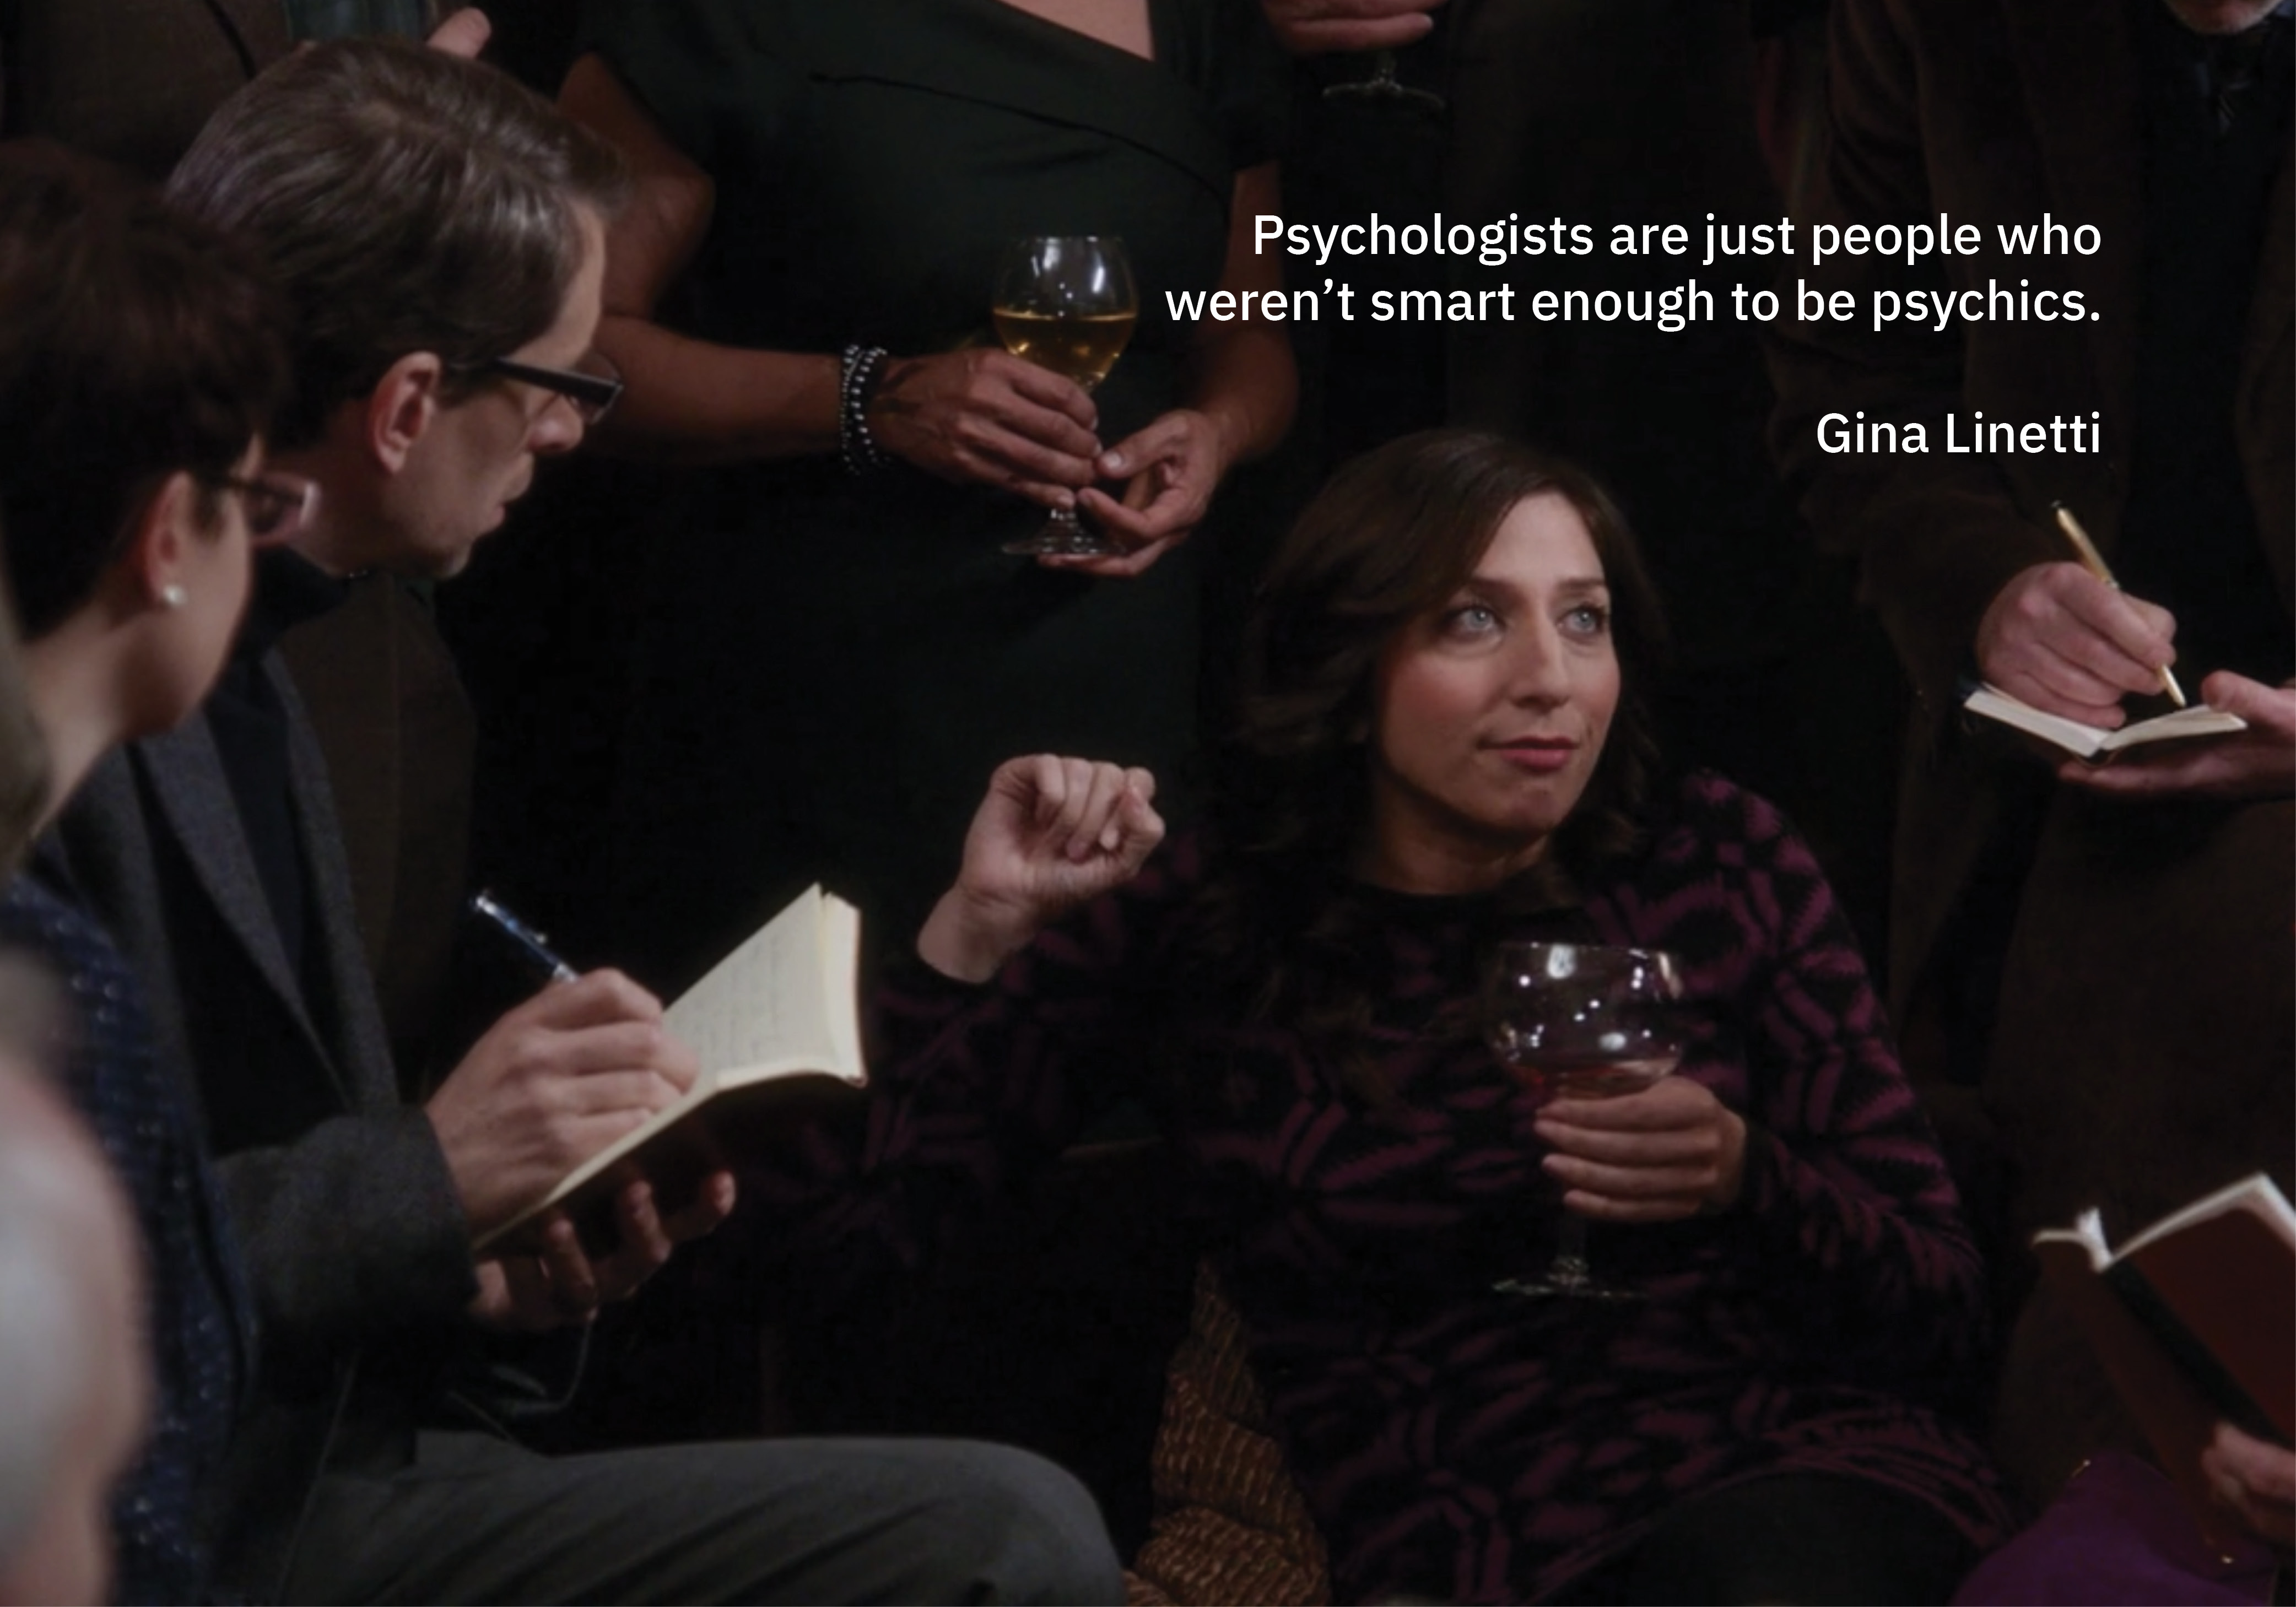 Psychologists are just people who
weren’t smart enough to be psychics.
Gina Linetti